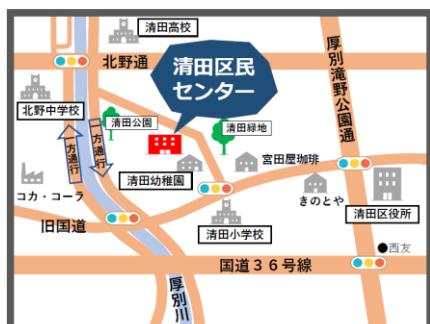 清田高校
北野通
清田区民
センター
厚別滝野公園通
北野中学校
清田公園
清田緑地
一方通行
一方通行
宮田屋珈琲
清田幼稚園
コカ・コーラ
きのとや
清田区役所
旧国道
清田小学校
西友
国道36号線
厚別川